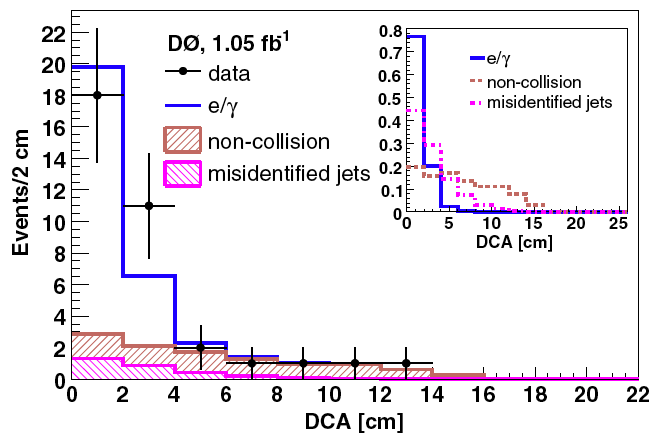 DØ, 1.05 fb-1
data
e/γ
non-collision
misidentified jets
Events/2 cm
22
20
18
16
14
12
10
8
6
4
2
0
0 2 4 6 8 10 12 14 16 18 20 22
DCA [cm]
0.8
0.7
0.6
0.5
0.4
0.3
0.2
0.1
0
e/γ
non-collision
misidentified jets
0 5 10 15 20 25
DCA [cm]